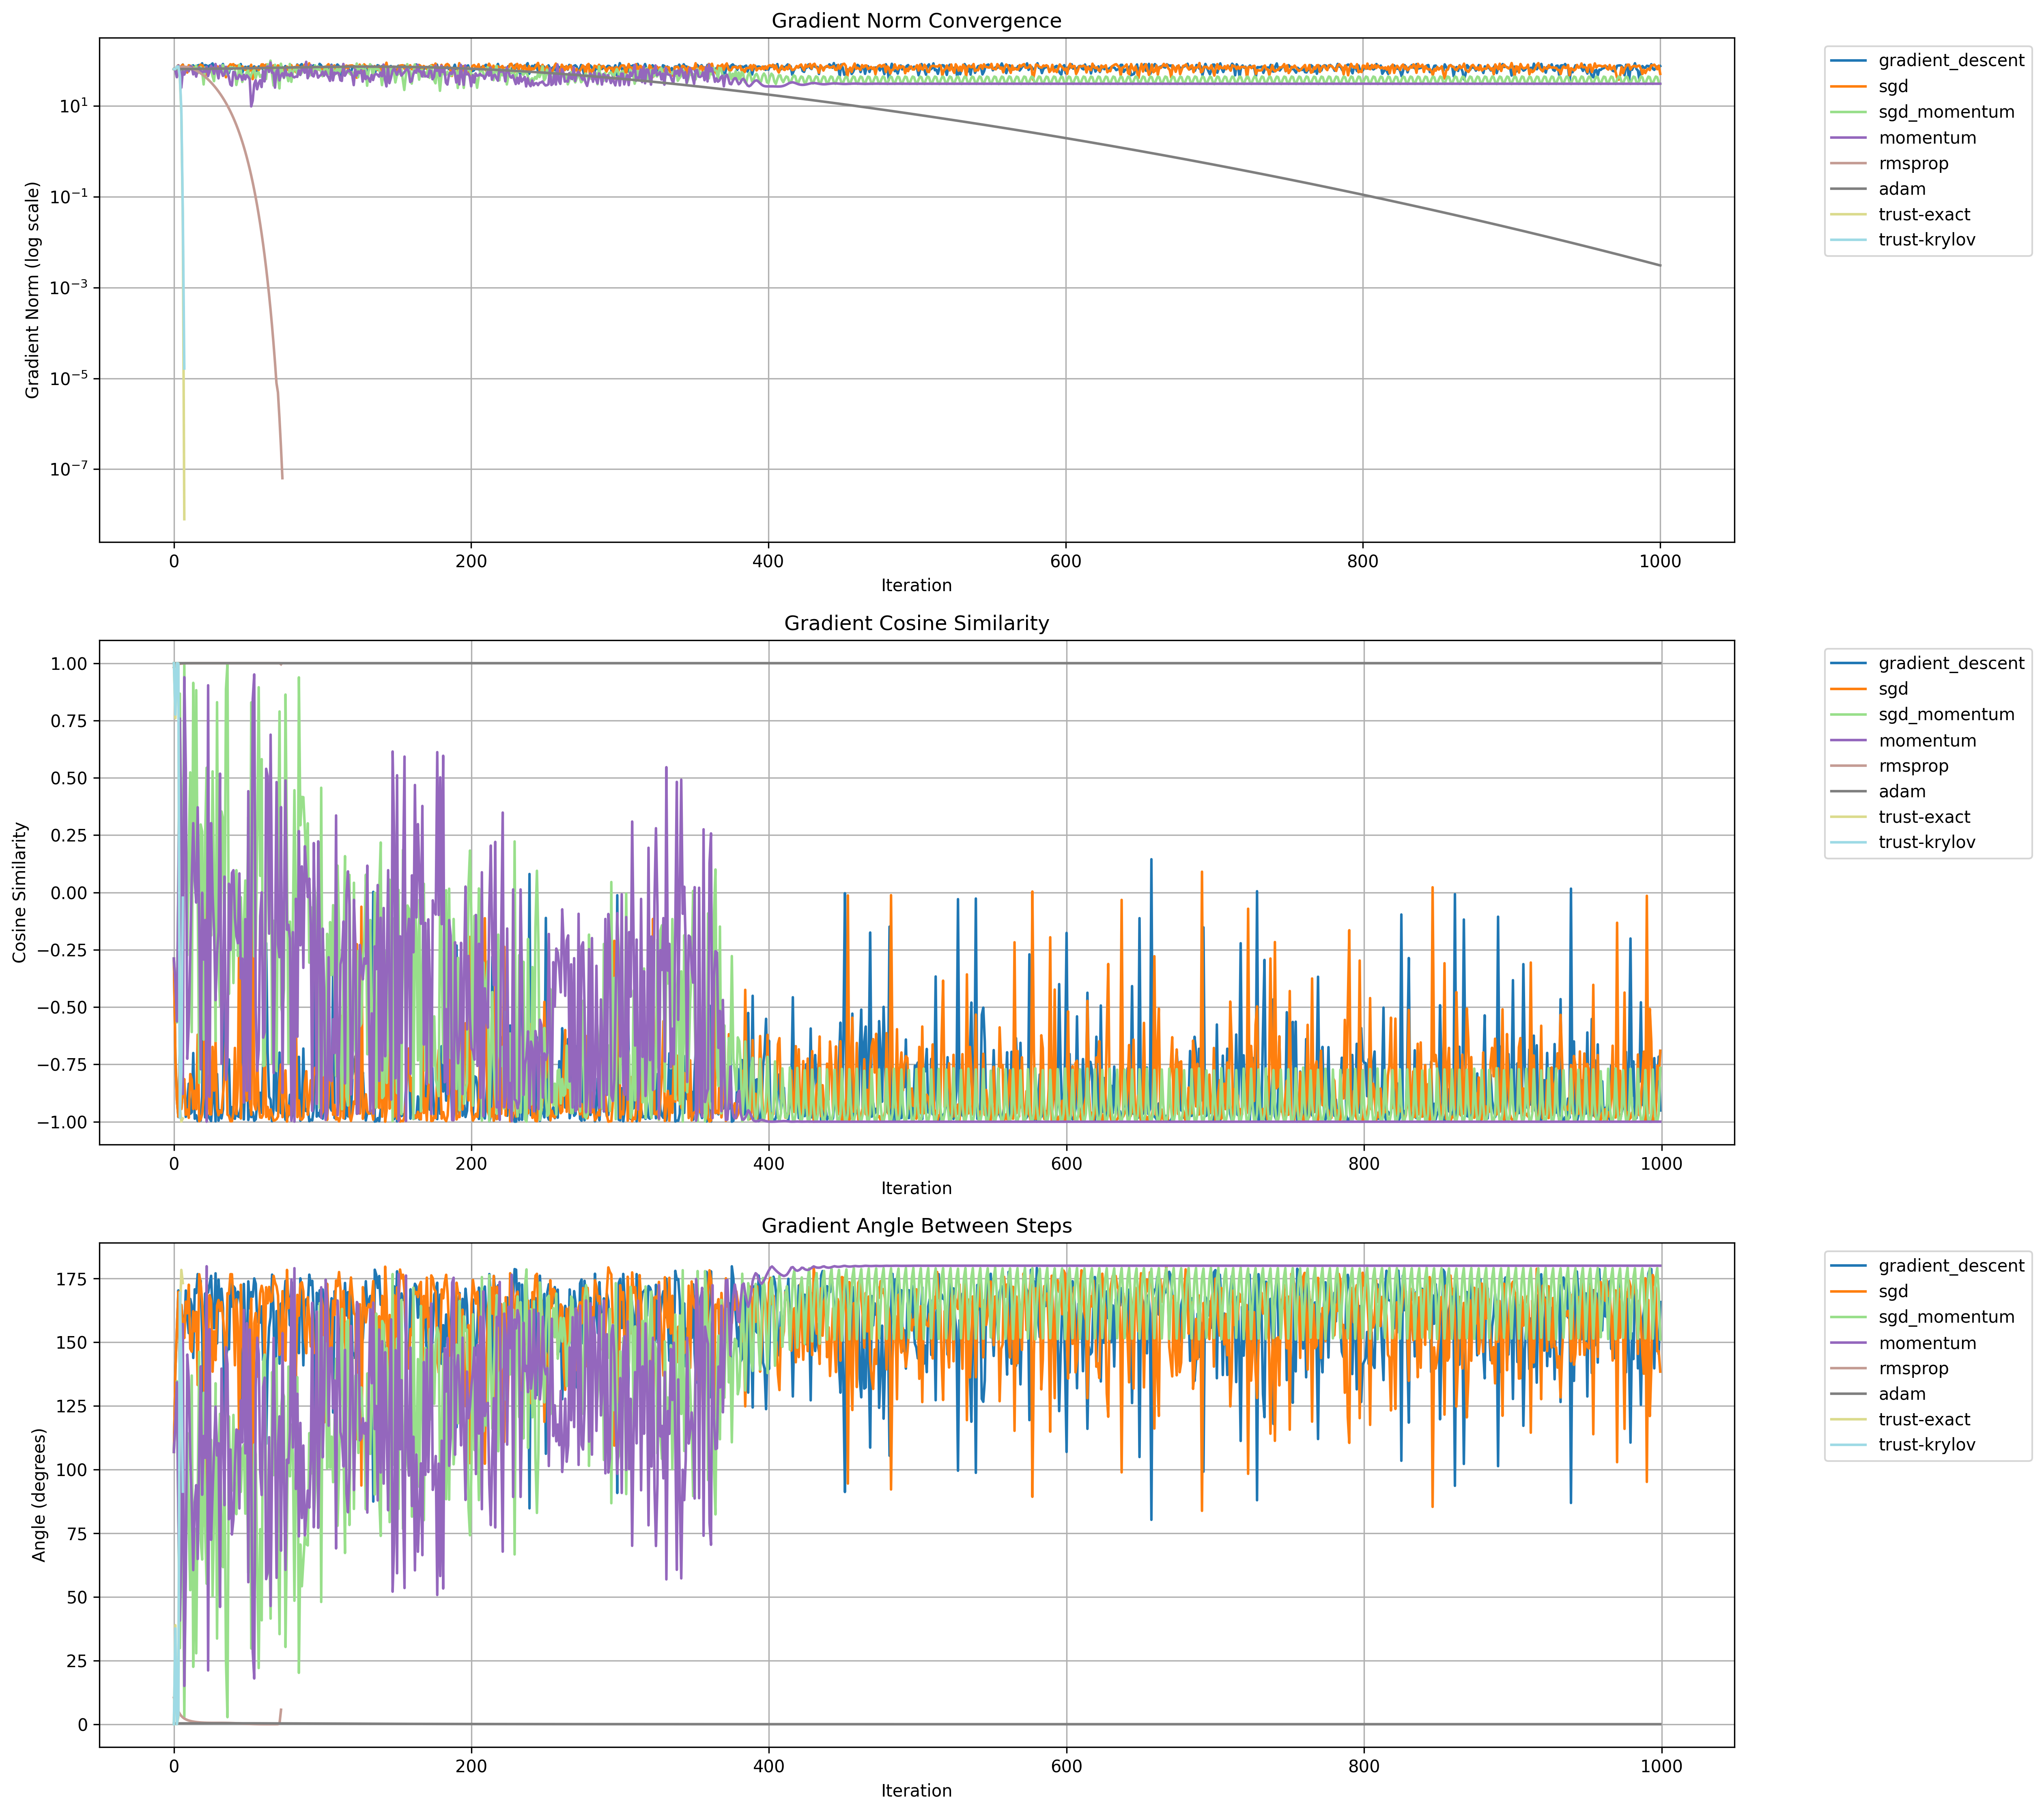 Gradient Norm Convergence
Gradient Norm (log scale)
10¹
10⁻¹
10⁻³
10⁻⁵
10⁻⁷
0 200 400 600 800 1000
Iteration
gradient_descent
sgd
sgd_momentum
momentum
rmsprop
adam
trust-exact
trust-krylov
Gradient Cosine Similarity
Cosine Similarity
1.00
0.75
0.50
0.25
0.00
−0.25
−0.50
−0.75
−1.00
0 200 400 600 800 1000
Iteration
gradient_descent
sgd
sgd_momentum
momentum
rmsprop
adam
trust-exact
trust-krylov
Gradient Angle Between Steps
Angle (degrees)
175
150
125
100
75
50
25
0
0 200 400 600 800 1000
Iteration
gradient_descent
sgd
sgd_momentum
momentum
rmsprop
adam
trust-exact
trust-krylov